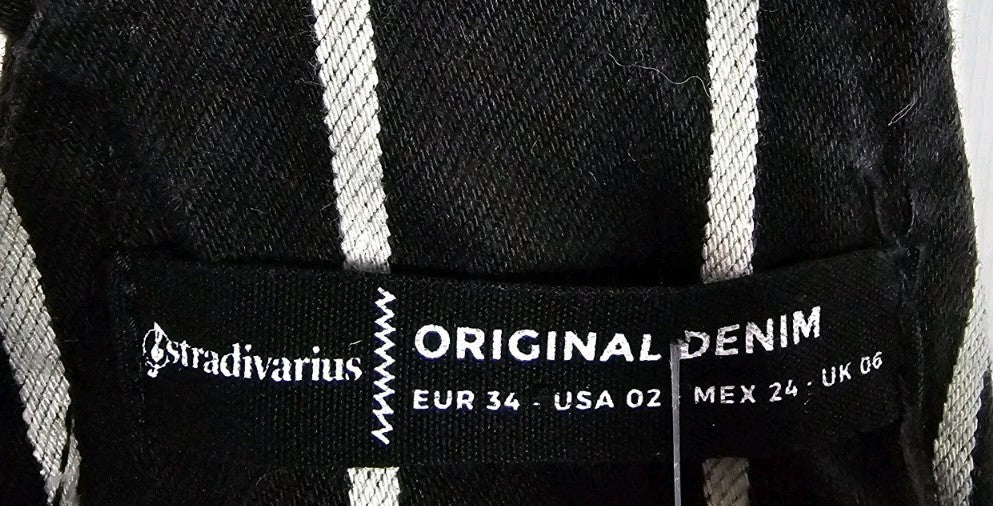 stradivarius
ORIGINAL DENIM
EUR 34 - USA 02 - MEX 24 - UK 06